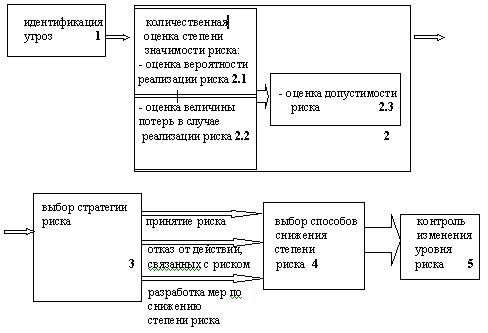 идентификация
угроз 1
количественная
оценка степени
значимости риска:
- оценка вероятности
реализации риска 2.1
- оценка величины
потерь в случае
реализации риска 2.2
- оценка допустимости
риска 2.3
2
выбор стратегии
риска
3
принятие риска
отказ от действий,
связанных с риском
разработка мер по
снижению
степени риска
выбор способов
снижения
степени
риска 4
контроль
изменения
уровня
риска 5